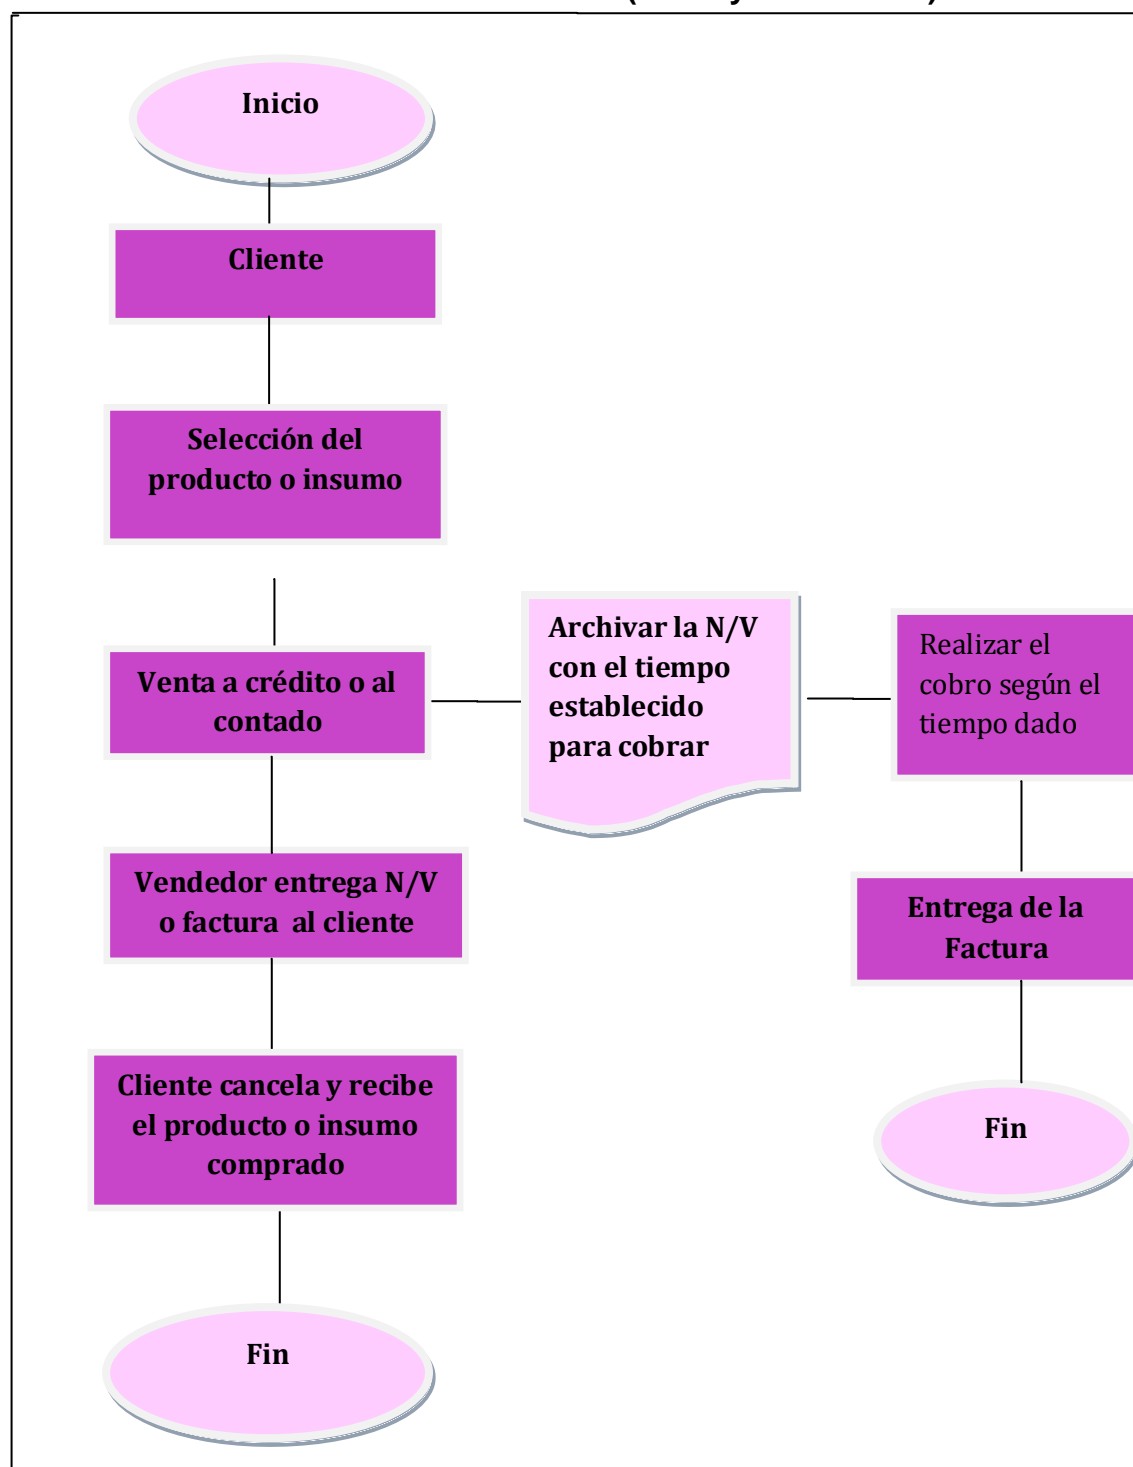 Inicio
Cliente
Selección del
producto o insumo
Venta a crédito o al
contado
Archivar la N/V
con el tiempo
establecido
para cobrar
Realizar el
cobro según el
tiempo dado
Vendedor entrega N/V
o factura al cliente
Entrega de la
Factura
Cliente cancela y recibe
el producto o insumo
comprado
Fin
Fin